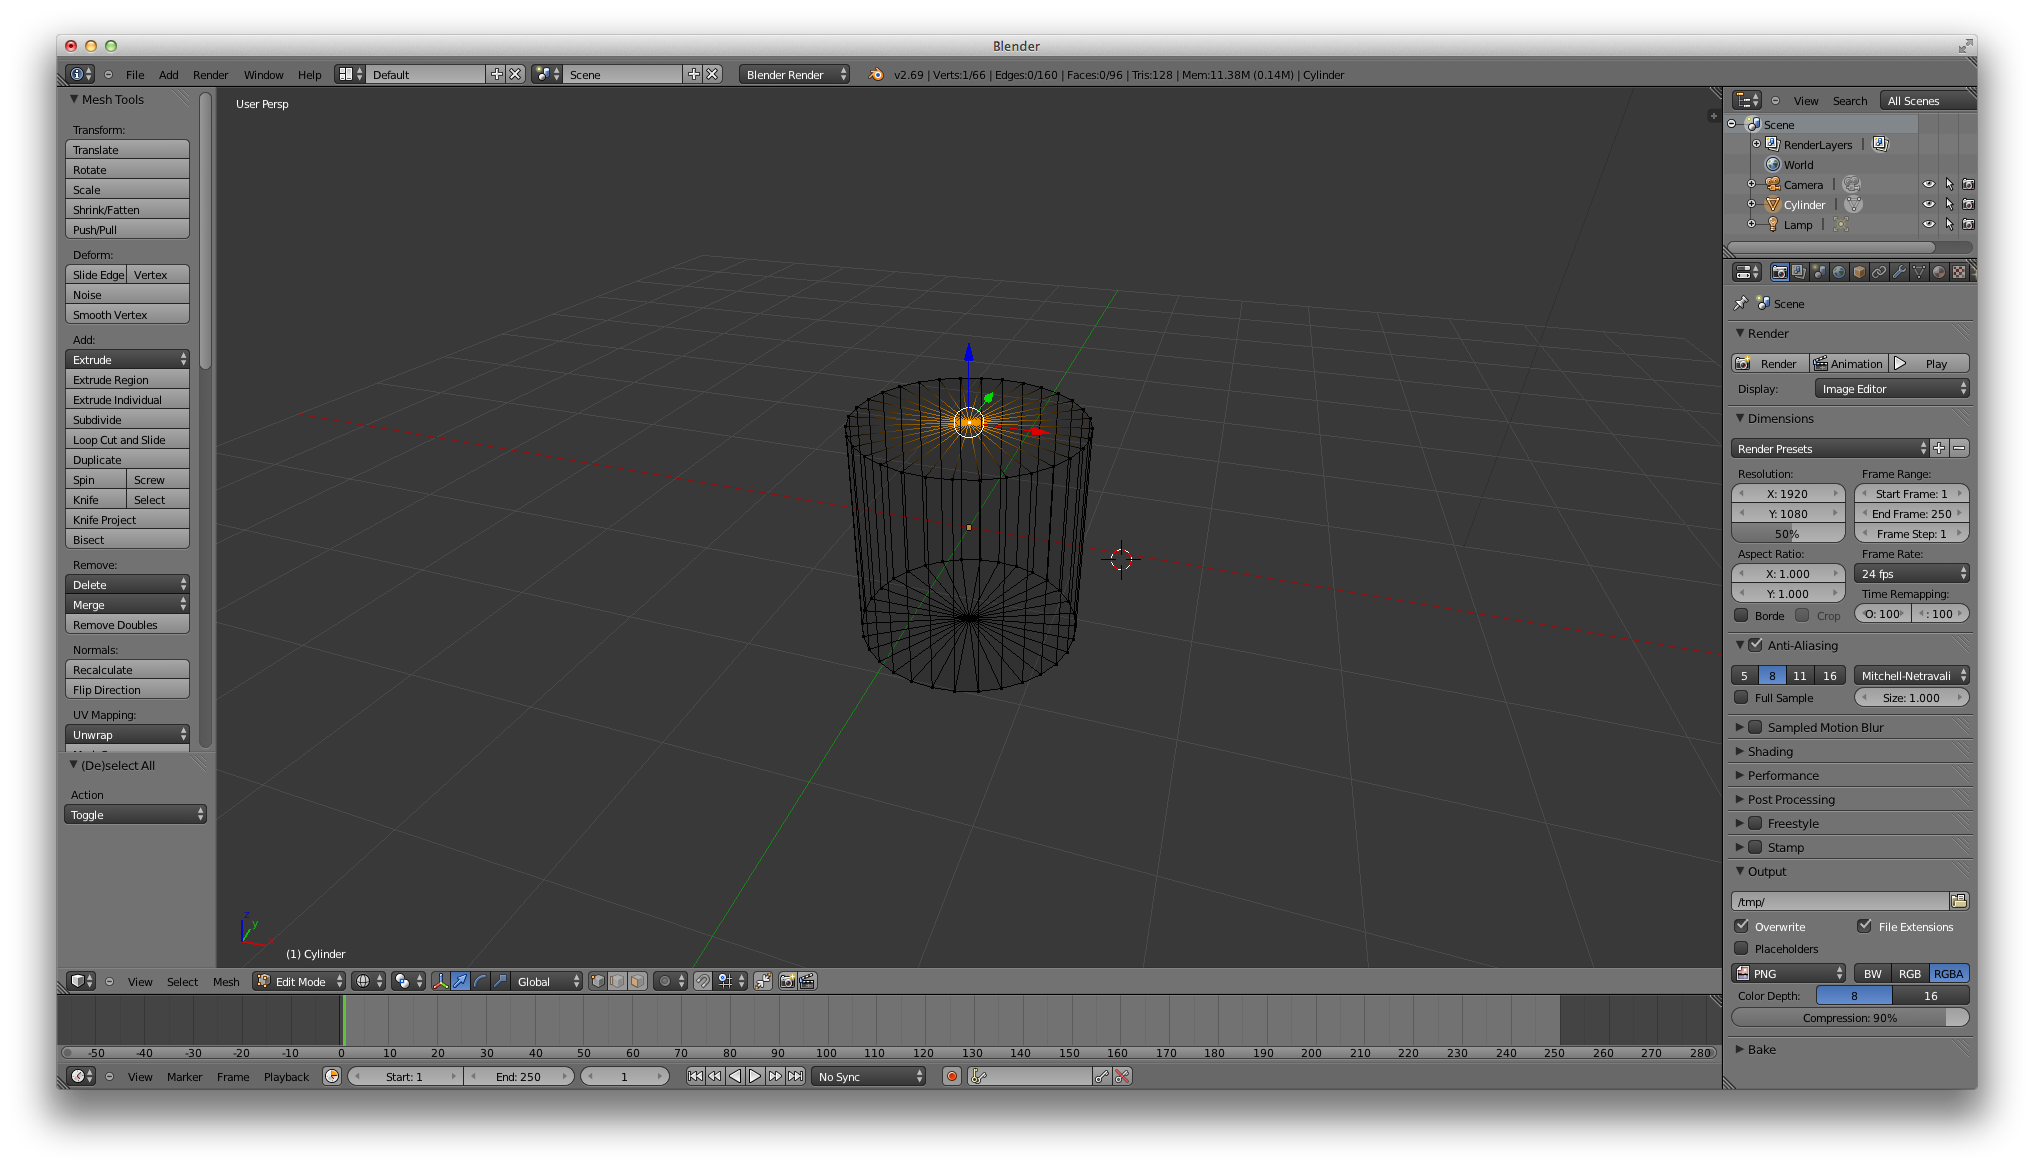 Blender
File Add Render Window Help Default Scene Blender Render v2.69 | Verts:1/66 | Edges:0/160 | Faces:0/96 | Tris:128 | Mem:11.38M (0.14M) | Cylinder
Mesh Tools
Transform:
Translate
Rotate
Scale
Shrink/Fatten
Push/Pull
Deform:
Slide Edge Vertex
Noise
Smooth Vertex
Add:
Extrude
Extrude Region
Extrude Individual
Subdivide
Loop Cut and Slide
Duplicate
Spin Screw
Knife Select
Knife Project
Bisect
Remove:
Delete
Merge
Remove Doubles
Normals:
Recalculate
Flip Direction
UV Mapping:
Unwrap
(De)select All
Action
Toggle
User Persp
z
y
x
(1) Cylinder
View Select Mesh Edit Mode Global
-50 -40 -30 -20 -10 0 10 20 30 40 50 60 70 80 90 100 110 120 130 140 150 160 170 180 190 200 210 220 230 240 250 260 270 280
View Marker Frame Playback Start: 1 End: 250 1 No Sync
View Search All Scenes
Scene
RenderLayers |
World
Camera |
Cylinder |
Lamp |
Scene
Render
Render Animation Play
Display: Image Editor
Dimensions
Render Presets
Resolution: Frame Range:
X: 1920 Start Frame: 1
Y: 1080 End Frame: 250
50% Frame Step: 1
Aspect Ratio: Frame Rate:
X: 1.000 24 fps
Y: 1.000 Time Remapping:
Borde Crop O: 100 : 100
Anti-Aliasing
5 8 11 16 Mitchell-Netravali
Full Sample Size: 1.000
Sampled Motion Blur
Shading
Performance
Post Processing
Freestyle
Stamp
Output
/tmp/
Overwrite File Extensions
Placeholders
PNG BW RGB RGBA
Color Depth: 8 16
Compression: 90%
Bake